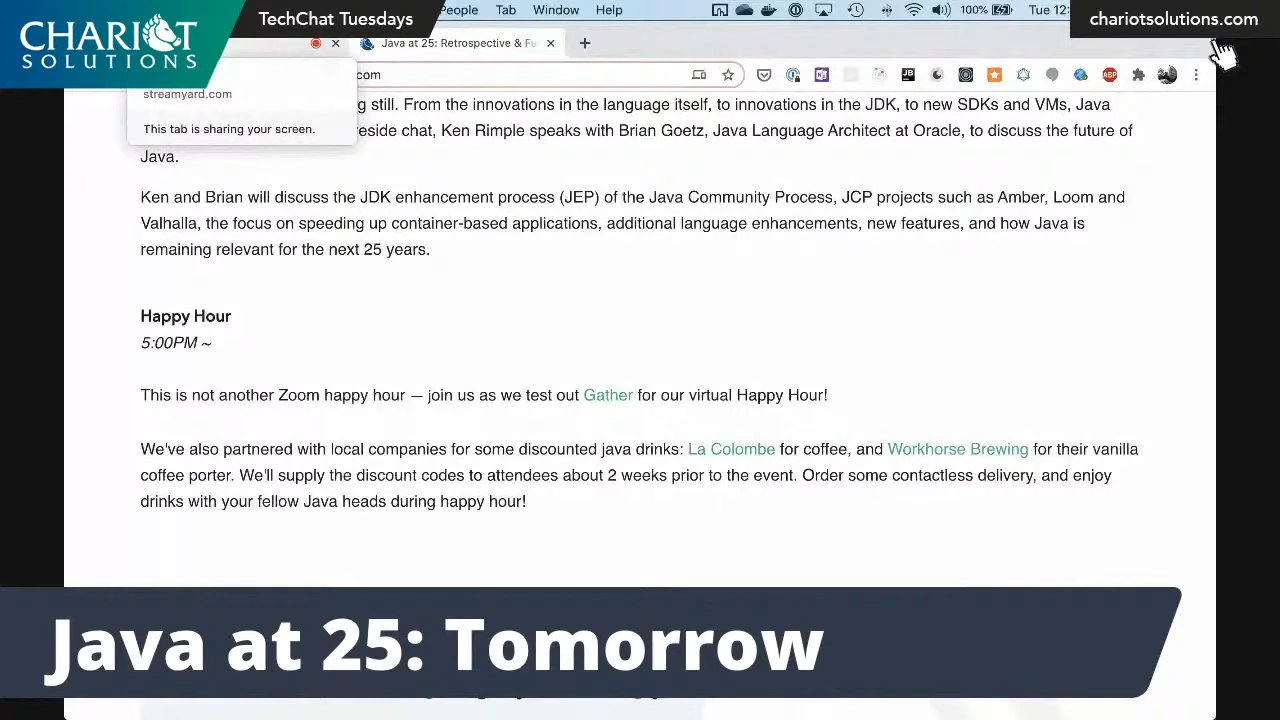 CHARIOT
SOLUTIONS
TechChat Tuesdays
People Tab Window Help
100%
Tue 12:
chariotsolutions.com
Java at 25: Retrospective & Fu
.com
streamyard.com
This tab is sharing your screen.
g still. From the innovations in the language itself, to innovations in the JDK, to new SDKs and VMs, Java
eside chat, Ken Rimple speaks with Brian Goetz, Java Language Architect at Oracle, to discuss the future of
Java.
Ken and Brian will discuss the JDK enhancement process (JEP) of the Java Community Process, JCP projects such as Amber, Loom and
Valhalla, the focus on speeding up container-based applications, additional language enhancements, new features, and how Java is
remaining relevant for the next 25 years.
Happy Hour
5:00PM ~
This is not another Zoom happy hour — join us as we test out Gather for our virtual Happy Hour!
We've also partnered with local companies for some discounted java drinks: La Colombe for coffee, and Workhorse Brewing for their vanilla
coffee porter. We'll supply the discount codes to attendees about 2 weeks prior to the event. Order some contactless delivery, and enjoy
drinks with your fellow Java heads during happy hour!
Java at 25: Tomorrow